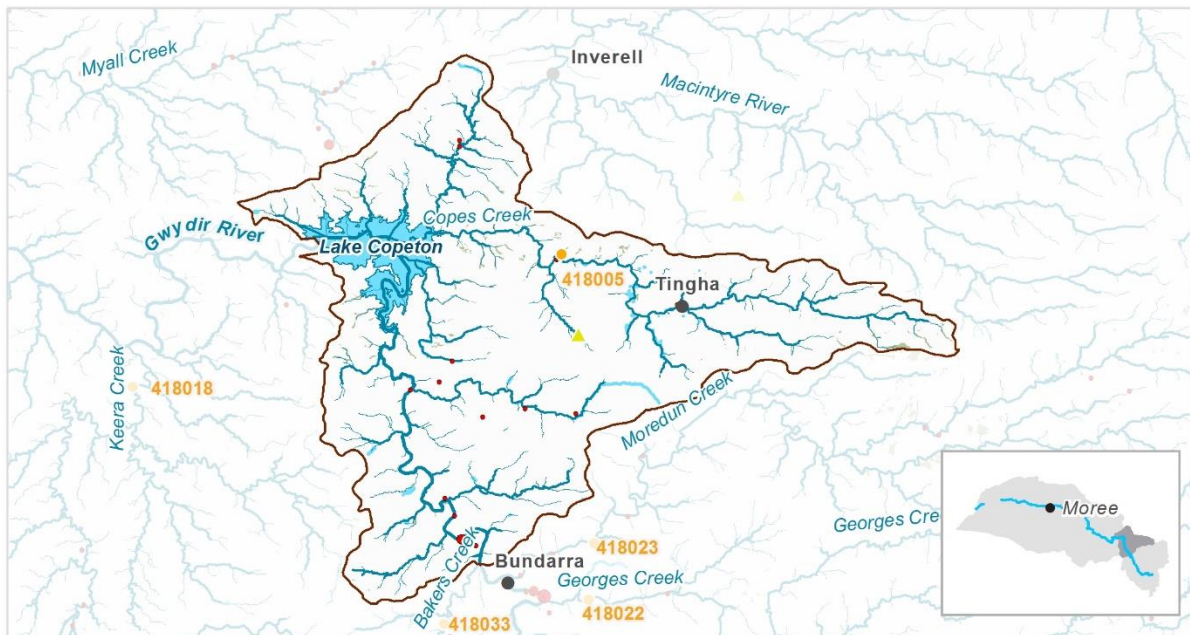 Inverell
Myall Creek
Macintyre River
Copes Creek
Gwydir River
Lake Copeton
418005
Tingha
418018
Keera Creek
Moredun Creek
Moree
Georges Cree
418023
Bakers Creek
Bundarra
Georges Creek
418022
418033